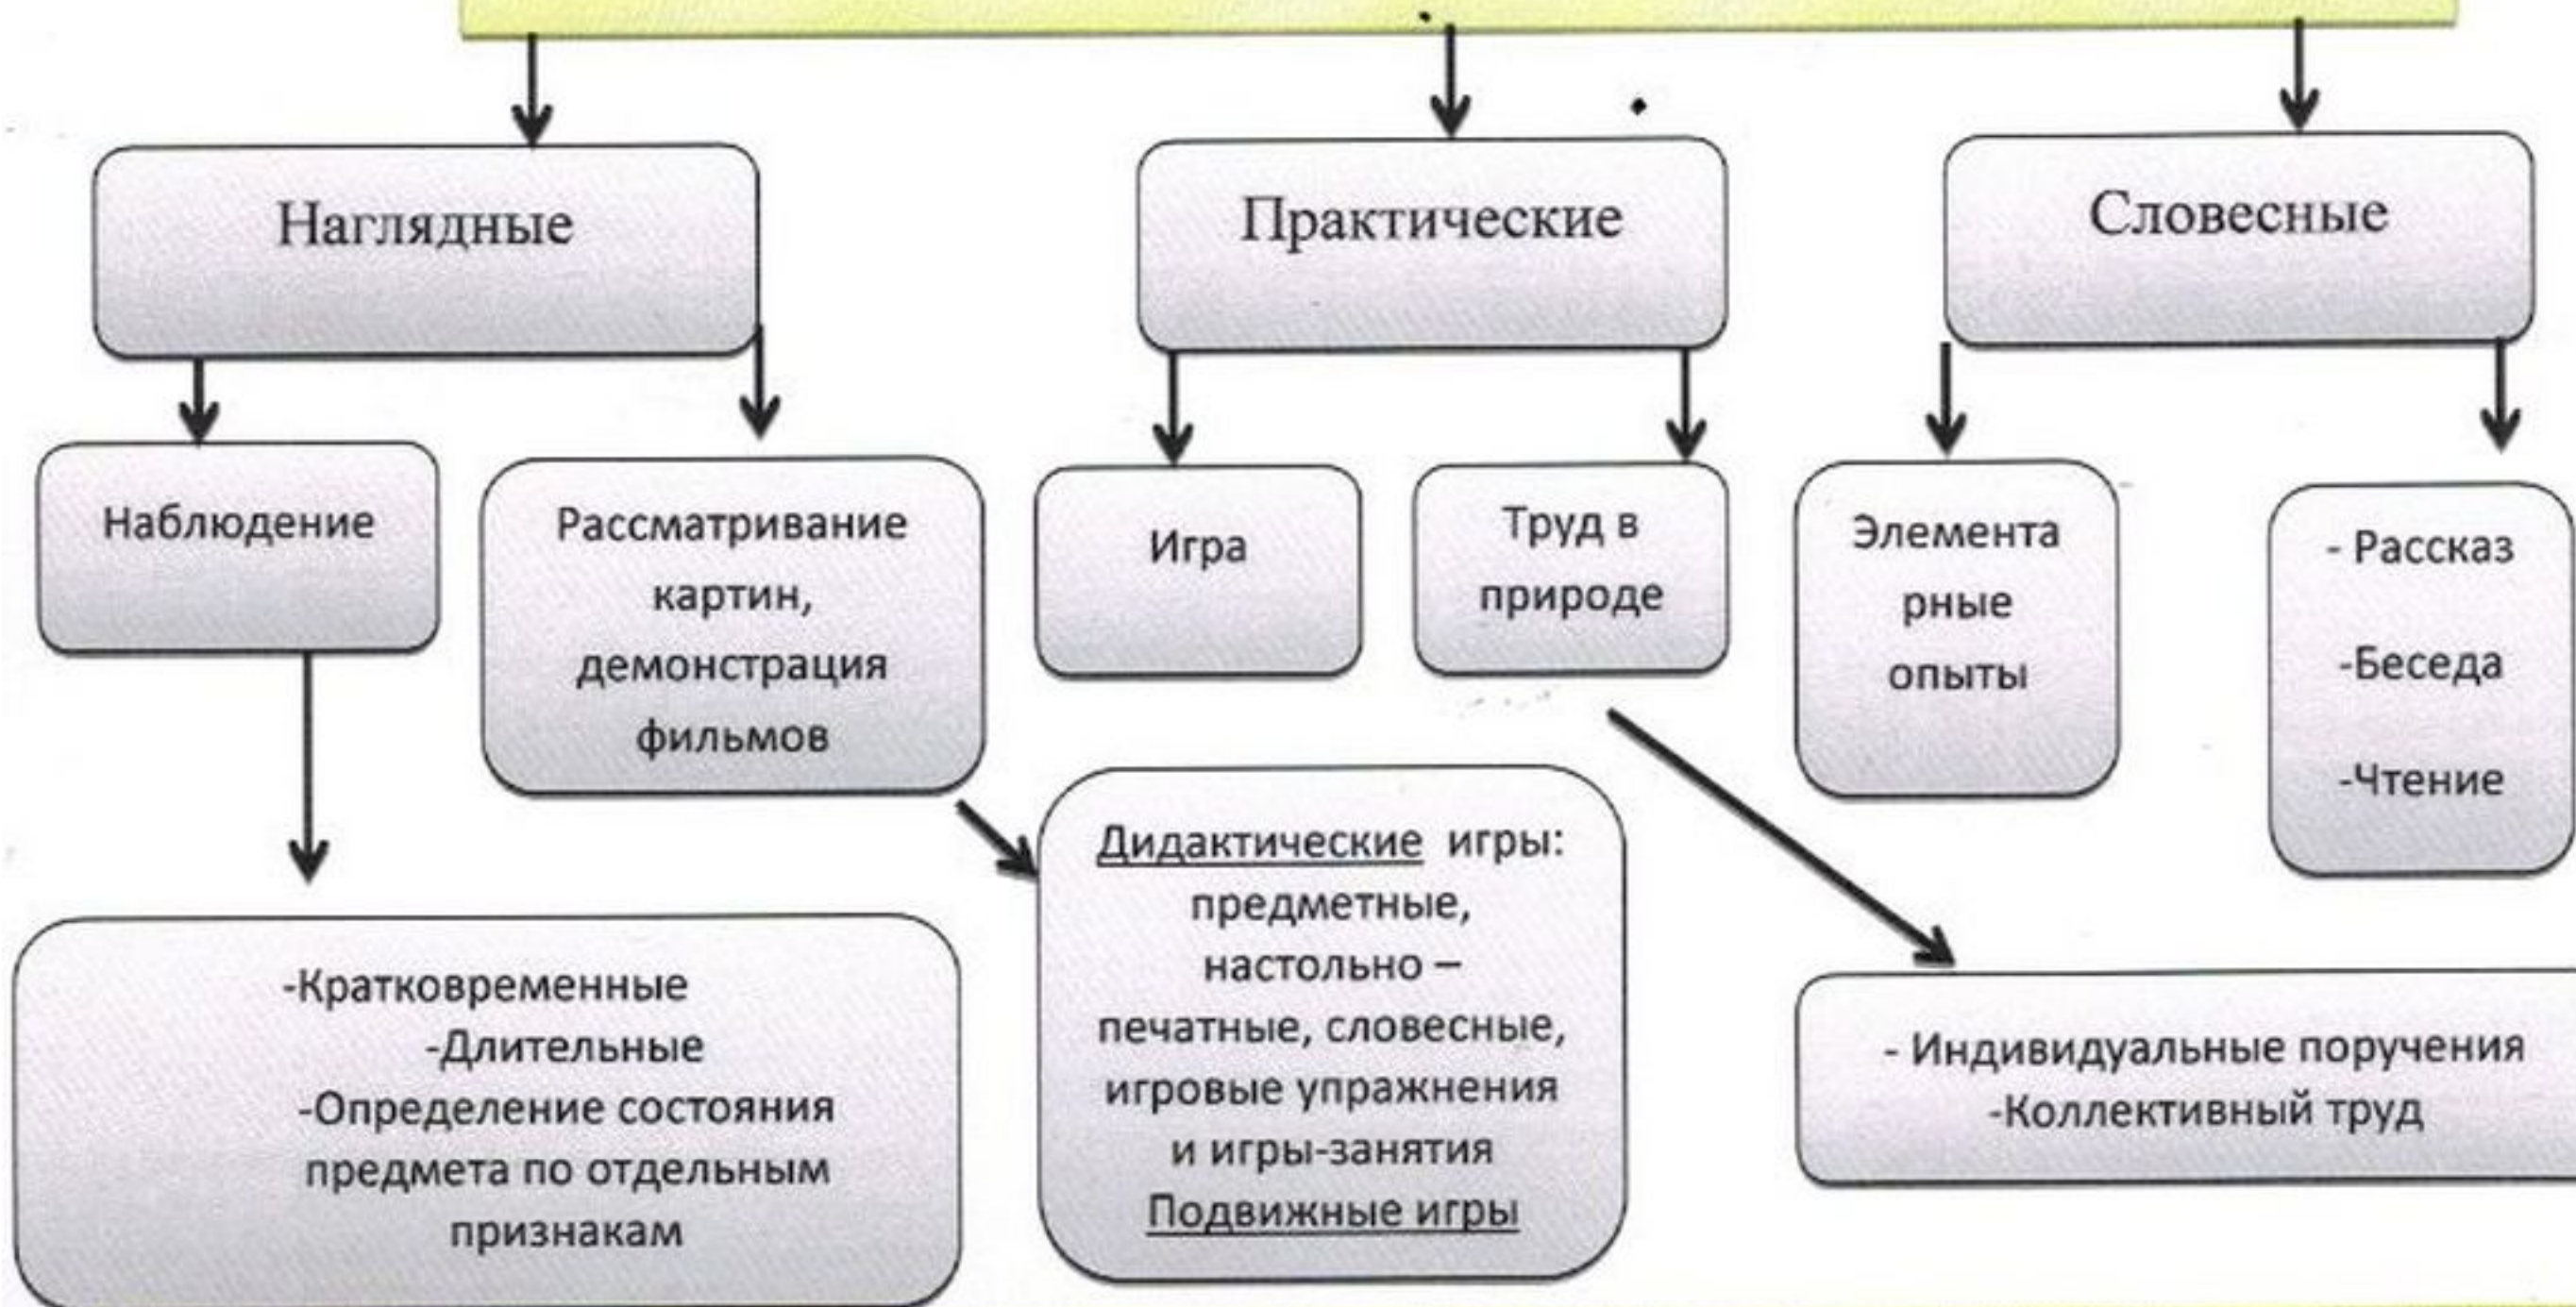 Наглядные
Практические
Словесные
Наблюдение
Рассматривание
картин,
демонстрация
фильмов
Игра
Труд в
природе
Элемента
рные
опыты
- Рассказ
-Беседа
-Чтение
-Кратковременные
-Длительные
-Определение состояния
предмета по отдельным
признакам
Дидактические игры:
предметные,
настольно –
печатные, словесные,
игровые упражнения
и игры-занятия
Подвижные игры
- Индивидуальные поручения
-Коллективный труд